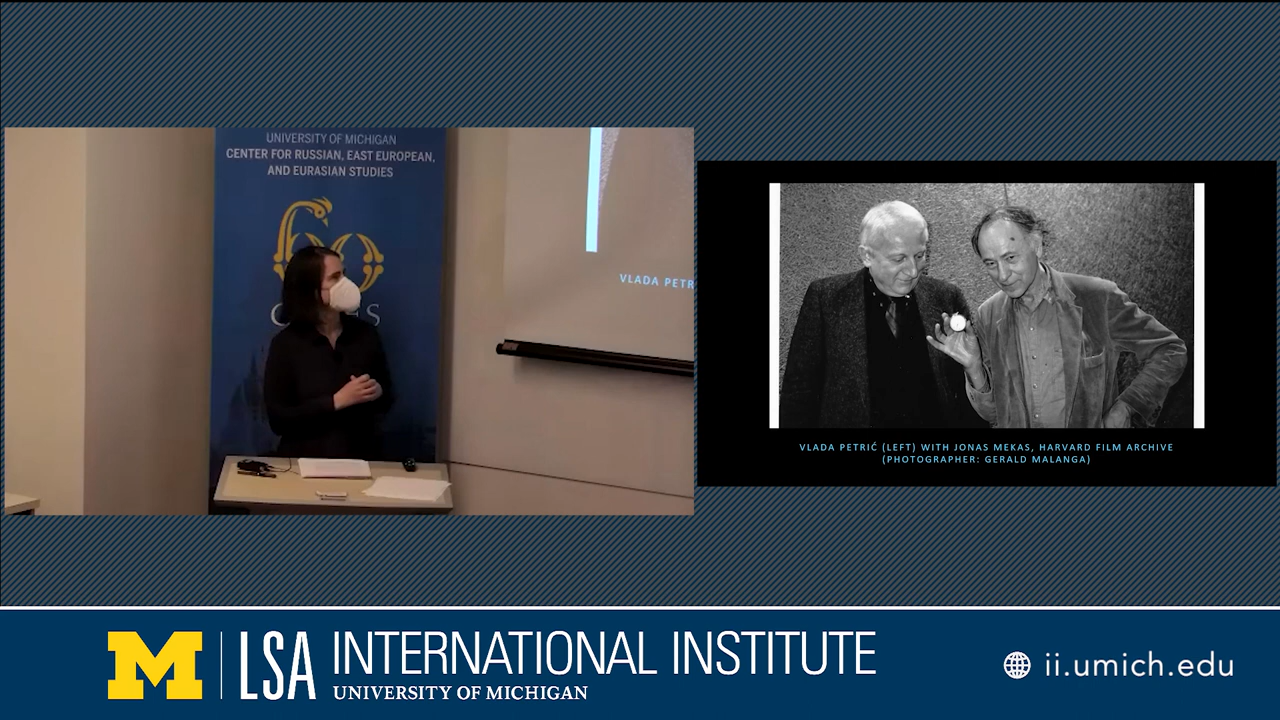 UNIVERSITY OF MICHIGAN
CENTER FOR RUSSIAN, EAST EUROPEAN,
AND EURASIAN STUDIES
60
VLADA PETR
VLADA PETRIĆ (LEFT) WITH JONAS MEKAS, HARVARD FILM ARCHIVE
(PHOTOGRAPHER: GERALD MALANGA)
M LSA INTERNATIONAL INSTITUTE
UNIVERSITY OF MICHIGAN
ii.umich.edu